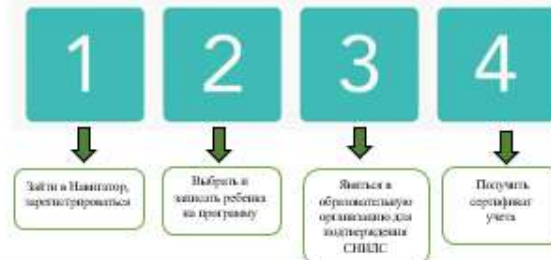 1
2
3
4
Зайти в Навигатор,
зарегистрироваться
Выбрать и
записать ребенка
на программу
Явиться в
образовательную
организацию для
подтверждения
СНИЛС
Получить
сертификат
учета